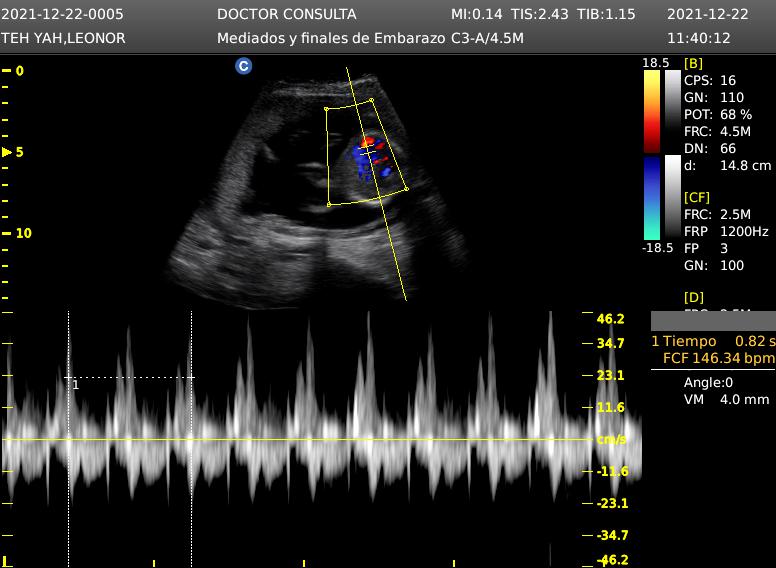 2021-12-22-0005 DOCTOR CONSULTA MI:0.14 TIS:2.43 TIB:1.15 2021-12-22
TEH YAH,LEONOR Mediados y finales de Embarazo C3-A/4.5M 11:40:12
C
0
5
10
18.5
-18.5
[B]
CPS: 16
GN: 110
POT: 68 %
FRC: 4.5M
DN: 66
d: 14.8 cm
[CF]
FRC: 2.5M
FRP 1200Hz
FP 3
GN: 100
[D]
1 Tiempo 0.82 s
FCF 146.34 bpm
Angle:0
VM 4.0 mm
1
46.2
34.7
23.1
11.6
cm/s
-11.6
-23.1
-34.7
-46.2